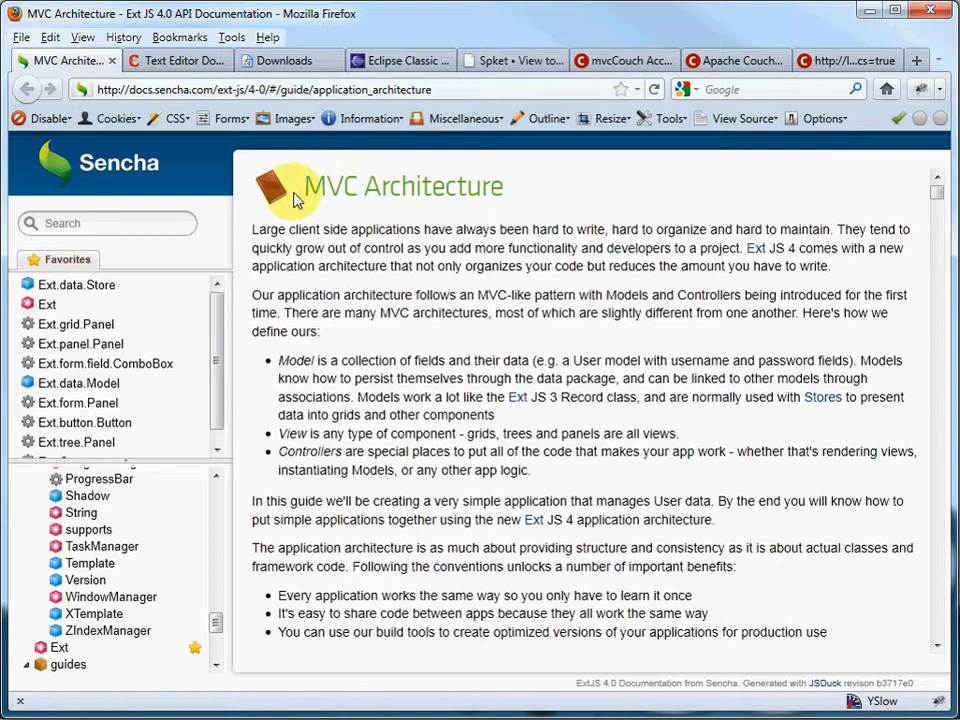 MVC Architecture - Ext JS 4.0 API Documentation - Mozilla Firefox
File Edit View History Bookmarks Tools Help
MVC Archite... Text Editor Do... Downloads Eclipse Classic ... Spket - View to... mvcCouch Acc... Apache Couch... http://l...cs=true
http://docs.sencha.com/ext-js/4-0/#/guide/application_architecture Google
Disable Cookies CSS Forms Images Information Miscellaneous Outline Resize Tools View Source Options
Sencha
Search
Favorites
Ext.data.Store
Ext
Ext.grid.Panel
Ext.panel.Panel
Ext.form.field.ComboBox
Ext.data.Model
Ext.form.Panel
Ext.button.Button
Ext.tree.Panel
ProgressBar
Shadow
String
supports
TaskManager
Template
Version
WindowManager
XTemplate
ZIndexManager
Ext
guides
MVC Architecture
Large client side applications have always been hard to write, hard to organize and hard to maintain. They tend to
quickly grow out of control as you add more functionality and developers to a project. Ext JS 4 comes with a new
application architecture that not only organizes your code but reduces the amount you have to write.
Our application architecture follows an MVC-like pattern with Models and Controllers being introduced for the first
time. There are many MVC architectures, most of which are slightly different from one another. Here's how we
define ours:
• Model is a collection of fields and their data (e.g. a User model with username and password fields). Models
know how to persist themselves through the data package, and can be linked to other models through
associations. Models work a lot like the Ext JS 3 Record class, and are normally used with Stores to present
data into grids and other components
• View is any type of component - grids, trees and panels are all views.
• Controllers are special places to put all of the code that makes your app work - whether that's rendering views,
instantiating Models, or any other app logic.
In this guide we'll be creating a very simple application that manages User data. By the end you will know how to
put simple applications together using the new Ext JS 4 application architecture.
The application architecture is as much about providing structure and consistency as it is about actual classes and
framework code. Following the conventions unlocks a number of important benefits:
• Every application works the same way so you only have to learn it once
• It's easy to share code between apps because they all work the same way
• You can use our build tools to create optimized versions of your applications for production use
ExtJS 4.0 Documentation from Sencha. Generated with JSDuck revison b3717e0
YSlow